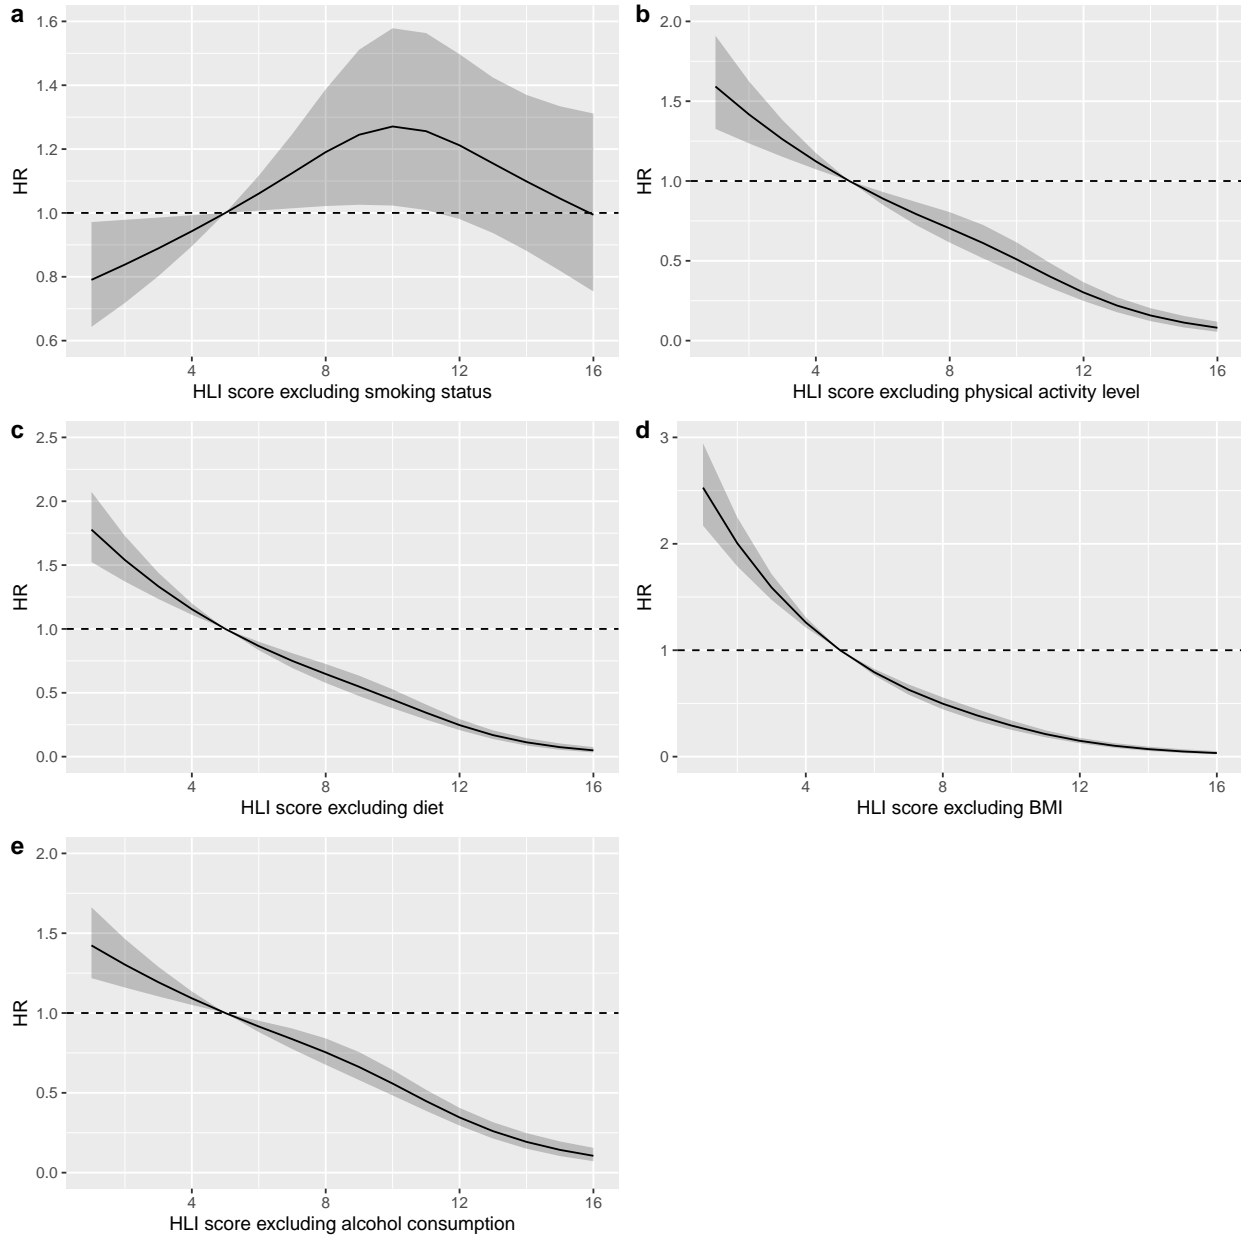 a
1.6
1.4
1.2
1.0
0.8
0.6
HR
4 8 12 16
HLI score excluding smoking status
b
2.0
1.5
1.0
0.5
0.0
HR
4 8 12 16
HLI score excluding physical activity level
c
2.5
2.0
1.5
1.0
0.5
0.0
HR
4 8 12 16
HLI score excluding diet
d
3
2
1
0
HR
4 8 12 16
HLI score excluding BMI
e
2.0
1.5
1.0
0.5
0.0
HR
4 8 12 16
HLI score excluding alcohol consumption